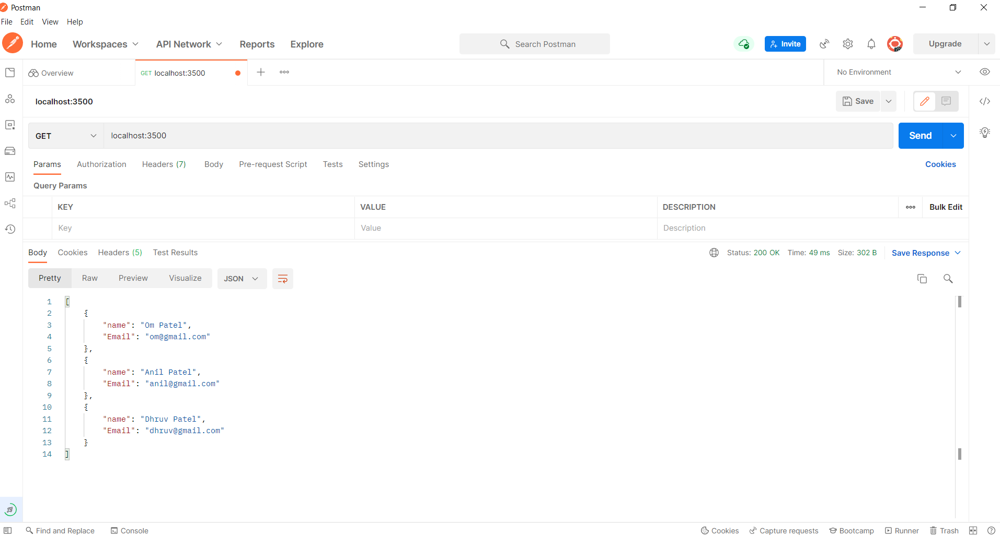 Postman
File Edit View Help
Home Workspaces API Network Reports Explore Search Postman Invite Upgrade
Overview GET localhost:3500 No Environment
localhost:3500 Save
GET localhost:3500 Send
Params Authorization Headers (7) Body Pre-request Script Tests Settings Cookies
Query Params
KEY VALUE DESCRIPTION Bulk Edit
Key Value Description
Body Cookies Headers (5) Test Results Status: 200 OK Time: 49 ms Size: 302 B Save Response
Pretty Raw Preview Visualize JSON
1 [
2 {
3 "name": "Om Patel",
4 "Email": "om@gmail.com"
5 },
6 {
7 "name": "Anil Patel",
8 "Email": "anil@gmail.com"
9 },
10 {
11 "name": "Dhruv Patel",
12 "Email": "dhruv@gmail.com"
13 }
14 ]
Find and Replace Console Cookies Capture requests Bootcamp Runner Trash